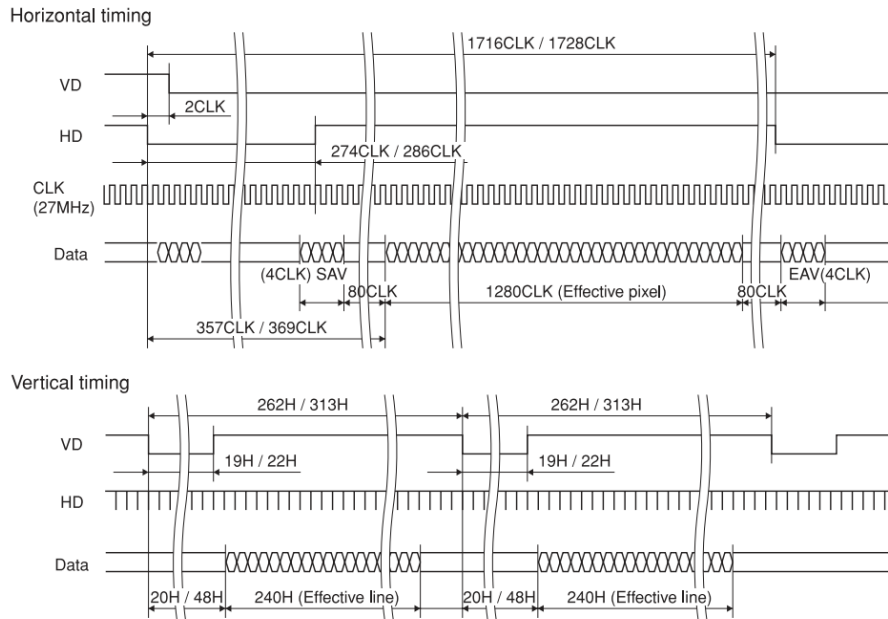 Horizontal timing
1716CLK / 1728CLK
VD
2CLK
HD
274CLK / 286CLK
CLK
(27MHz)
Data
(4CLK) SAV
EAV(4CLK)
80CLK
1280CLK (Effective pixel)
80CLK
357CLK / 369CLK
Vertical timing
262H / 313H
262H / 313H
VD
19H / 22H
19H / 22H
HD
Data
20H / 48H
240H (Effective line)
20H / 48H
240H (Effective line)